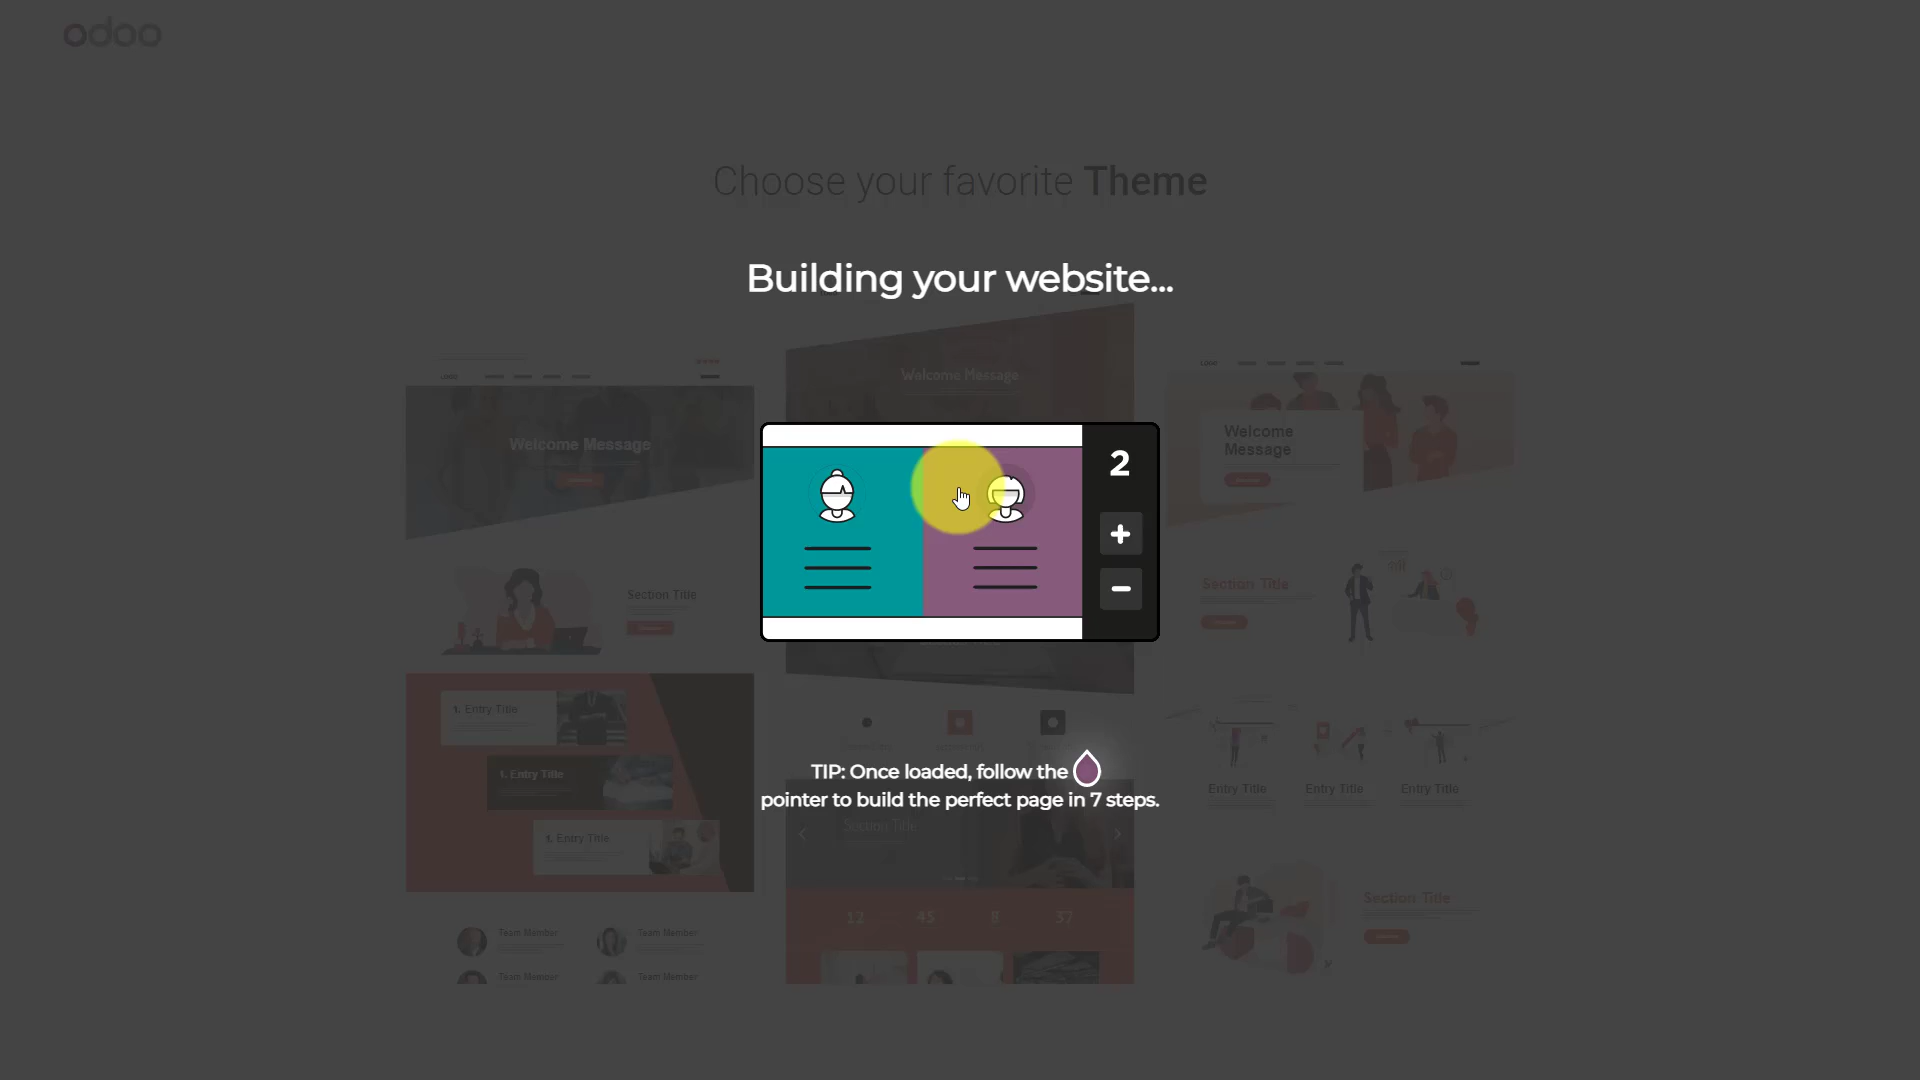 odoo
Choose your favorite Theme
Building your website...
Welcome Message
Welcome Message
Welcome
Message
2
Section Title
Section Title
1. Entry Title
1. Entry Title
1. Entry Title
TIP: Once loaded, follow the
pointer to build the perfect page in 7 steps.
Entry Title Entry Title Entry Title
Section Title
12 45 8 37
Section Title
Team Member Team Member
Team Member Team Member